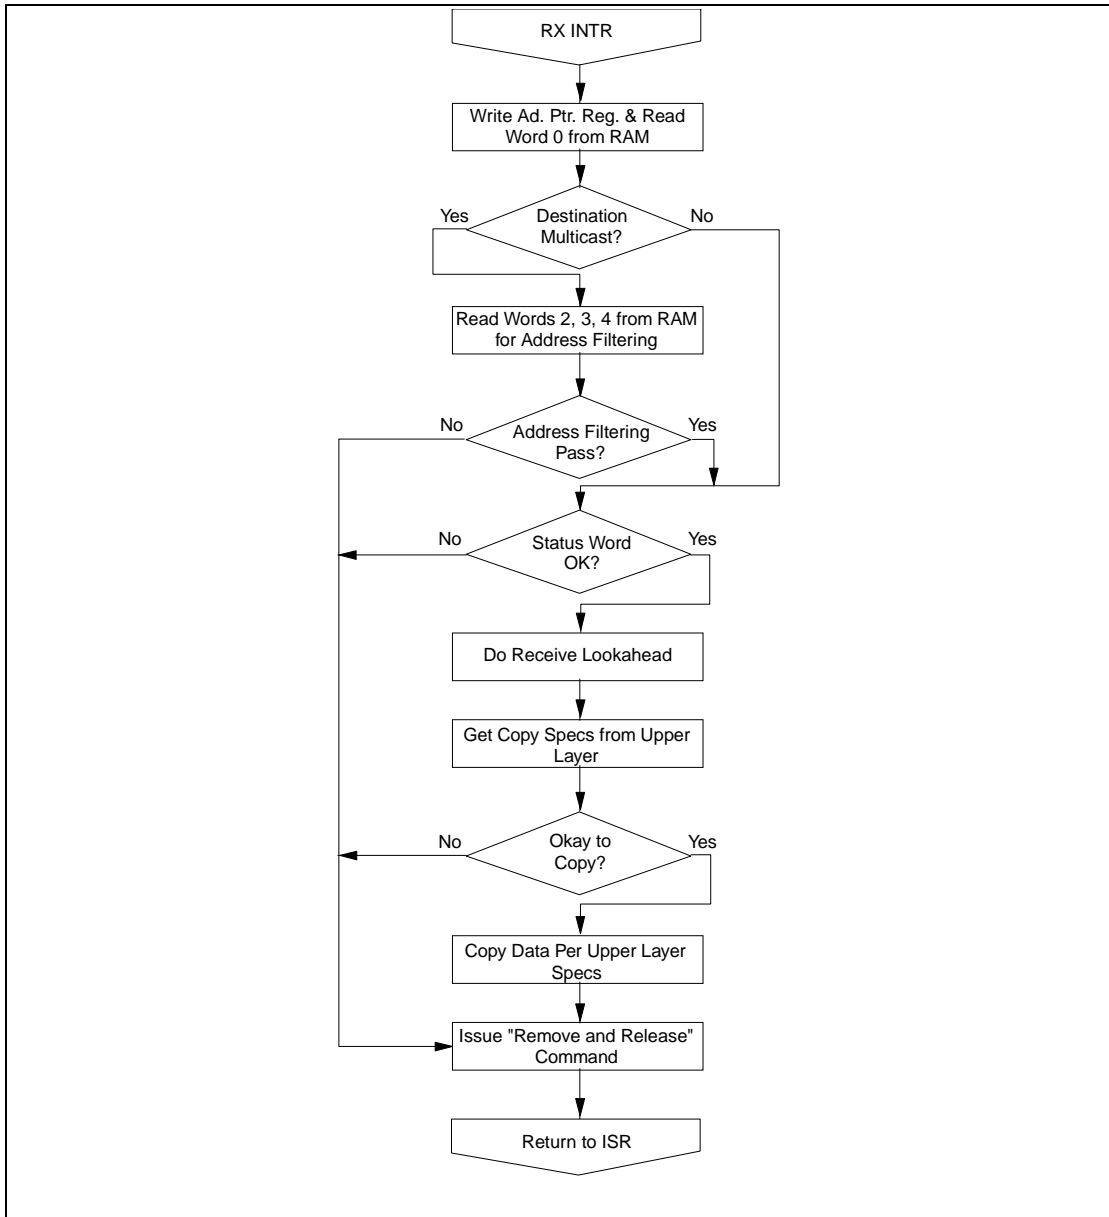 RX INTR
Write Ad. Ptr. Reg. & Read
Word 0 from RAM
Yes
Destination
Multicast?
No
Read Words 2, 3, 4 from RAM
for Address Filtering
No
Address Filtering
Pass?
Yes
No
Status Word
OK?
Yes
Do Receive Lookahead
Get Copy Specs from Upper
Layer
No
Okay to
Copy?
Yes
Copy Data Per Upper Layer
Specs
Issue "Remove and Release"
Command
Return to ISR